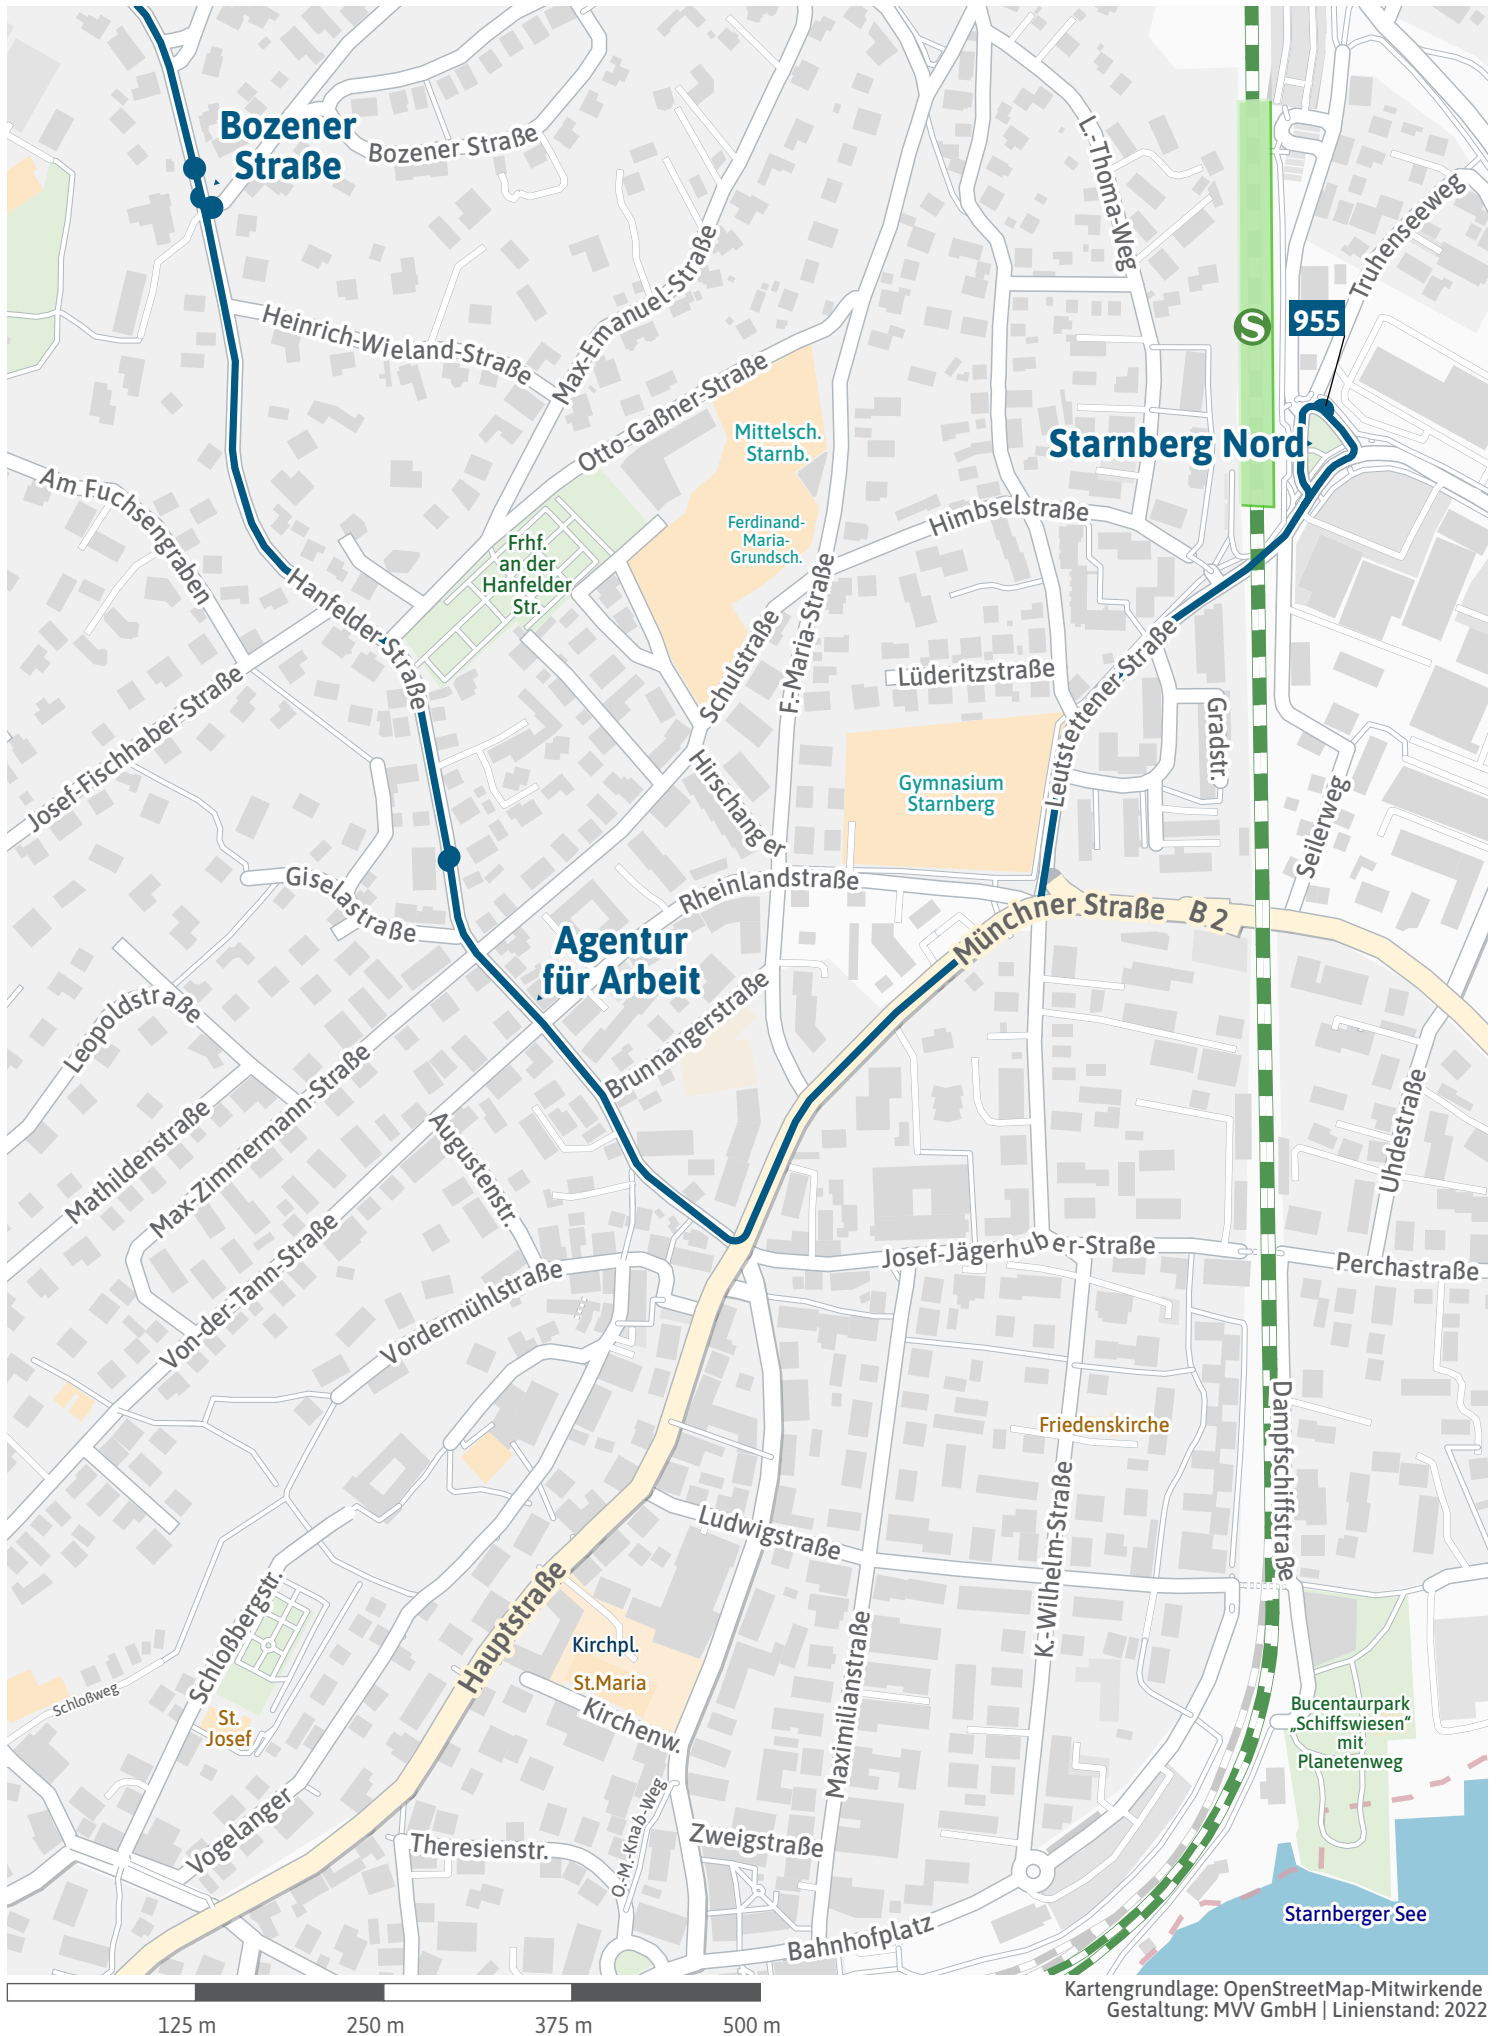 Bozener
Straße
Bozener Straße
L.-Thoma-Weg
Truhenseeweg
Heinrich-Wieland-Straße
Max-Emanuel-Straße
S
955
Otto-Gaßner-Straße
Mittelsch.
Starnb.
Starnberg Nord
Am Fuchsengraben
Himbselstraße
Ferdinand-
Maria-
Grundsch.
Frhf.
an der
Hanfelder
Str.
Hanfelder-Straße
Schulstraße
F.-Maria-Straße
Lüderitzstraße
Leutstettener-Straße
Gradstr.
Josef-Fischhaber-Straße
Hirschanger
Gymnasium
Starnberg
Seilerweg
Giselastraße
Rheinlandstraße
Münchner Straße B 2
Agentur
für Arbeit
Leopoldstraße
Brunnangerstraße
Mathildenstraße
Max-Zimmermann-Straße
Augustenstr.
Uhdestraße
Von-der-Tann-Straße
Vordermühlstraße
Josef-Jägerhuber-Straße
Perchastraße
Dampfschiffstraße
Friedenskirche
K.-Wilhelm-Straße
Ludwigstraße
Schloßbergstr.
Hauptstraße
Kirchpl.
St.Maria
Kirchenw.
Maximilianstraße
Schloßweg
St.
Josef
Bucentaurpark
„Schiffswiesen“
mit
Planetenweg
Vogelanger
Theresienstr.
O.-M.-Knab-Weg
Zweigstraße
Bahnhofplatz
Starnberger See
125 m
250 m
375 m
500 m
Kartengrundlage: OpenStreetMap-Mitwirkende
Gestaltung: MVV GmbH | Linienstand: 2022